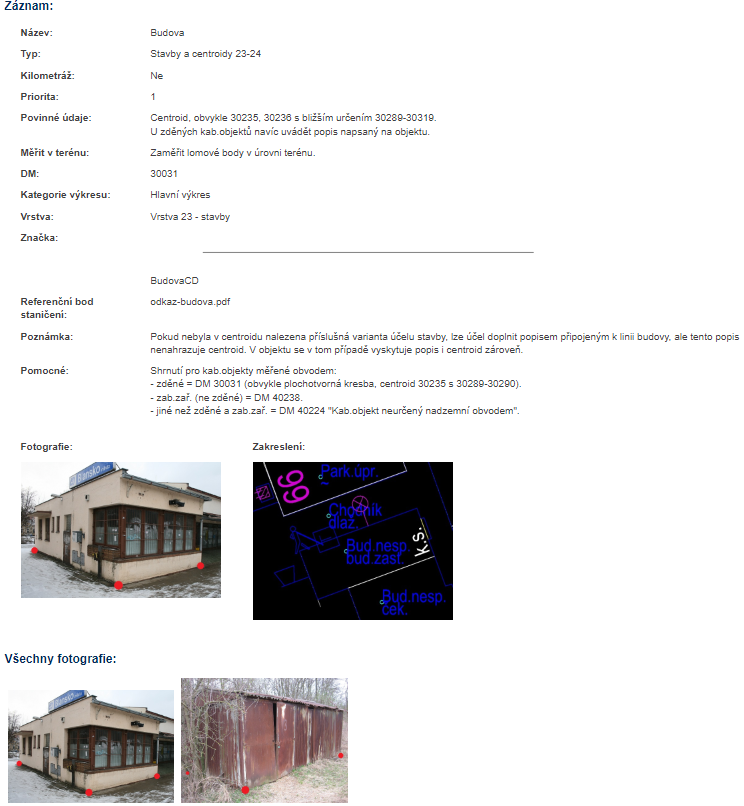 Záznam:
Název: Budova
Typ: Stavby a centroidy 23-24
Kilometráž: Ne
Priorita: 1
Povinné údaje: Centroid, obvykle 30235, 30236 s bližším určením 30289-30319.
U zděných kab.objektů navíc uvádět popis napsaný na objektu.
Měřit v terénu: Zaměřit lomové body v úrovni terénu.
DM: 30031
Kategorie výkresu: Hlavní výkres
Vrstva: Vrstva 23 - stavby
Značka:
BudovaCD
Referenční bod staničení: odkaz-budova.pdf
Poznámka: Pokud nebyla v centroidu nalezena příslušná varianta účelu stavby, lze účel doplnit popisem připojeným k linii budovy, ale tento popis
nenahrazuje centroid. V objektu se v tom případě vyskytuje popis i centroid zároveň.
Pomocné: Shrnutí pro kab.objekty měřené obvodem:
- zděné = DM 30031 (obvykle plochotvorná kresba, centroid 30235 s 30289-30290).
- zab.zař. (ne zděné) = DM 40238.
- jiné než zděné a zab.zař. = DM 40224 "Kab.objekt neurčený nadzemní obvodem".
Fotografie: Zakreslení:
Blansko
66
Park.úpr.
Chodník
dlaž.
Bud.nesp.
bud.zast.
k.s.
Bud.nesp.
ček.
Všechny fotografie:
Blansko